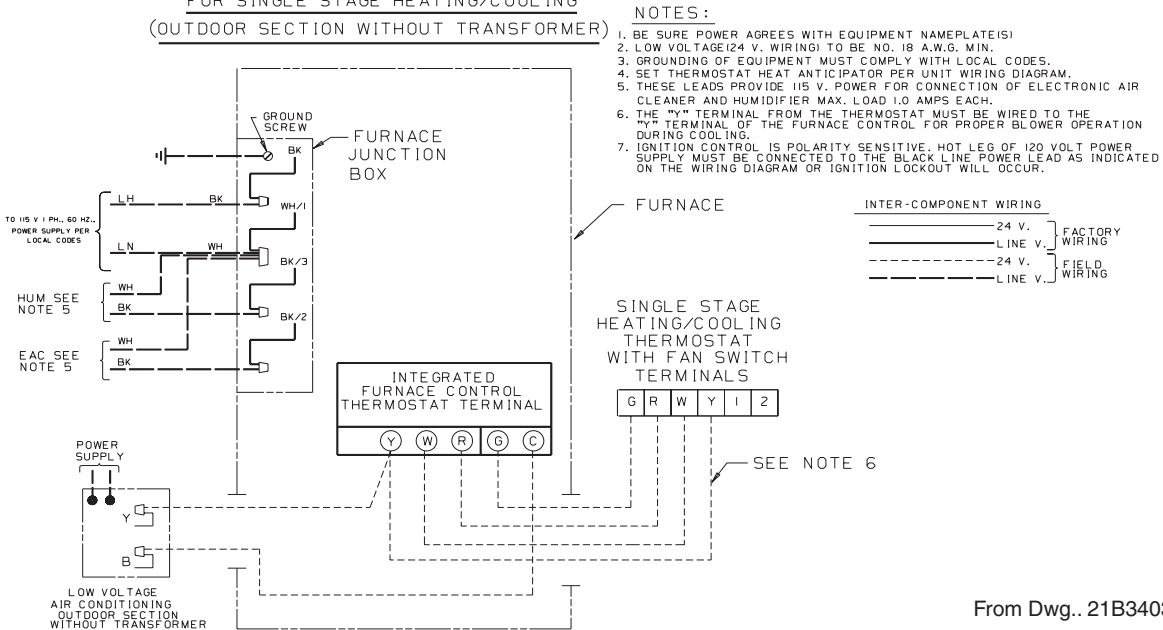 FOR SINGLE STAGE HEATING/COOLING
(OUTDOOR SECTION WITHOUT TRANSFORMER)
NOTES:
1. BE SURE POWER AGREES WITH EQUIPMENT NAMEPLATE(S)
2. LOW VOLTAGE(24 V. WIRING) TO BE NO. 18 A.W.G. MIN.
3. GROUNDING OF EQUIPMENT MUST COMPLY WITH LOCAL CODES.
4. SET THERMOSTAT HEAT ANTICIPATOR PER UNIT WIRING DIAGRAM.
5. THESE LEADS PROVIDE 115 V. POWER FOR CONNECTION OF ELECTRONIC AIR
CLEANER AND HUMIDIFIER MAX. LOAD 1.0 AMPS EACH.
6. THE "Y" TERMINAL FROM THE THERMOSTAT MUST BE WIRED TO THE
"Y" TERMINAL OF THE FURNACE CONTROL FOR PROPER BLOWER OPERATION
DURING COOLING.
7. IGNITION CONTROL IS POLARITY SENSITIVE. HOT LEG OF 120 VOLT POWER
SUPPLY MUST BE CONNECTED TO THE BLACK LINE POWER LEAD AS INDICATED
ON THE WIRING DIAGRAM OR IGNITION LOCKOUT WILL OCCUR.
GROUND
SCREW
BK
FURNACE
JUNCTION
BOX
LH
BK
WH/1
TO 115 V 1 PH., 60 HZ.,
POWER SUPPLY PER
LOCAL CODES
LN
WH
BK/3
WH
HUM SEE
NOTE 5
BK
BK/2
WH
EAC SEE
NOTE 5
BK
FURNACE
INTER-COMPONENT WIRING
24 V.
LINE V.
FACTORY
WIRING
24 V.
LINE V.
FIELD
WIRING
SINGLE STAGE
HEATING/COOLING
THERMOSTAT
WITH FAN SWITCH
TERMINALS
G R W Y 1 2
INTEGRATED
FURNACE CONTROL
THERMOSTAT TERMINAL
Y W R G C
SEE NOTE 6
POWER
SUPPLY
Y
B
LOW VOLTAGE
AIR CONDITIONING
OUTDOOR SECTION
WITHOUT TRANSFORMER
From Dwg.. 21B3403